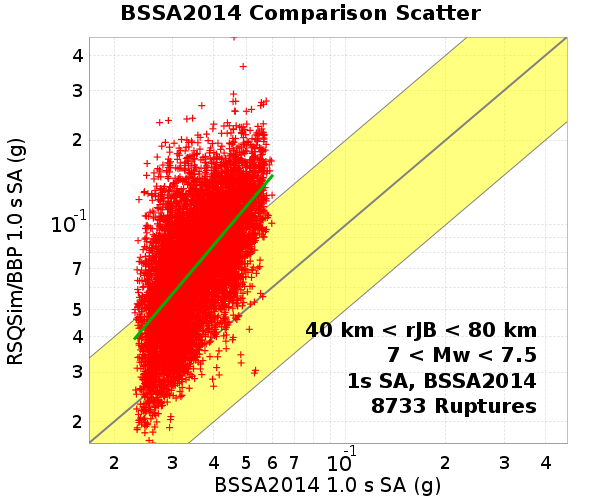 BSSA2014 Comparison Scatter
RSQSim/BBP 1.0 s SA (g)
4
3
2
10-1
7
5
4
3
2
40 km < rJB < 80 km
7 < Mw < 7.5
1s SA, BSSA2014
8733 Ruptures
2 3 4 5 6 7 10-1 2 3 4
BSSA2014 1.0 s SA (g)